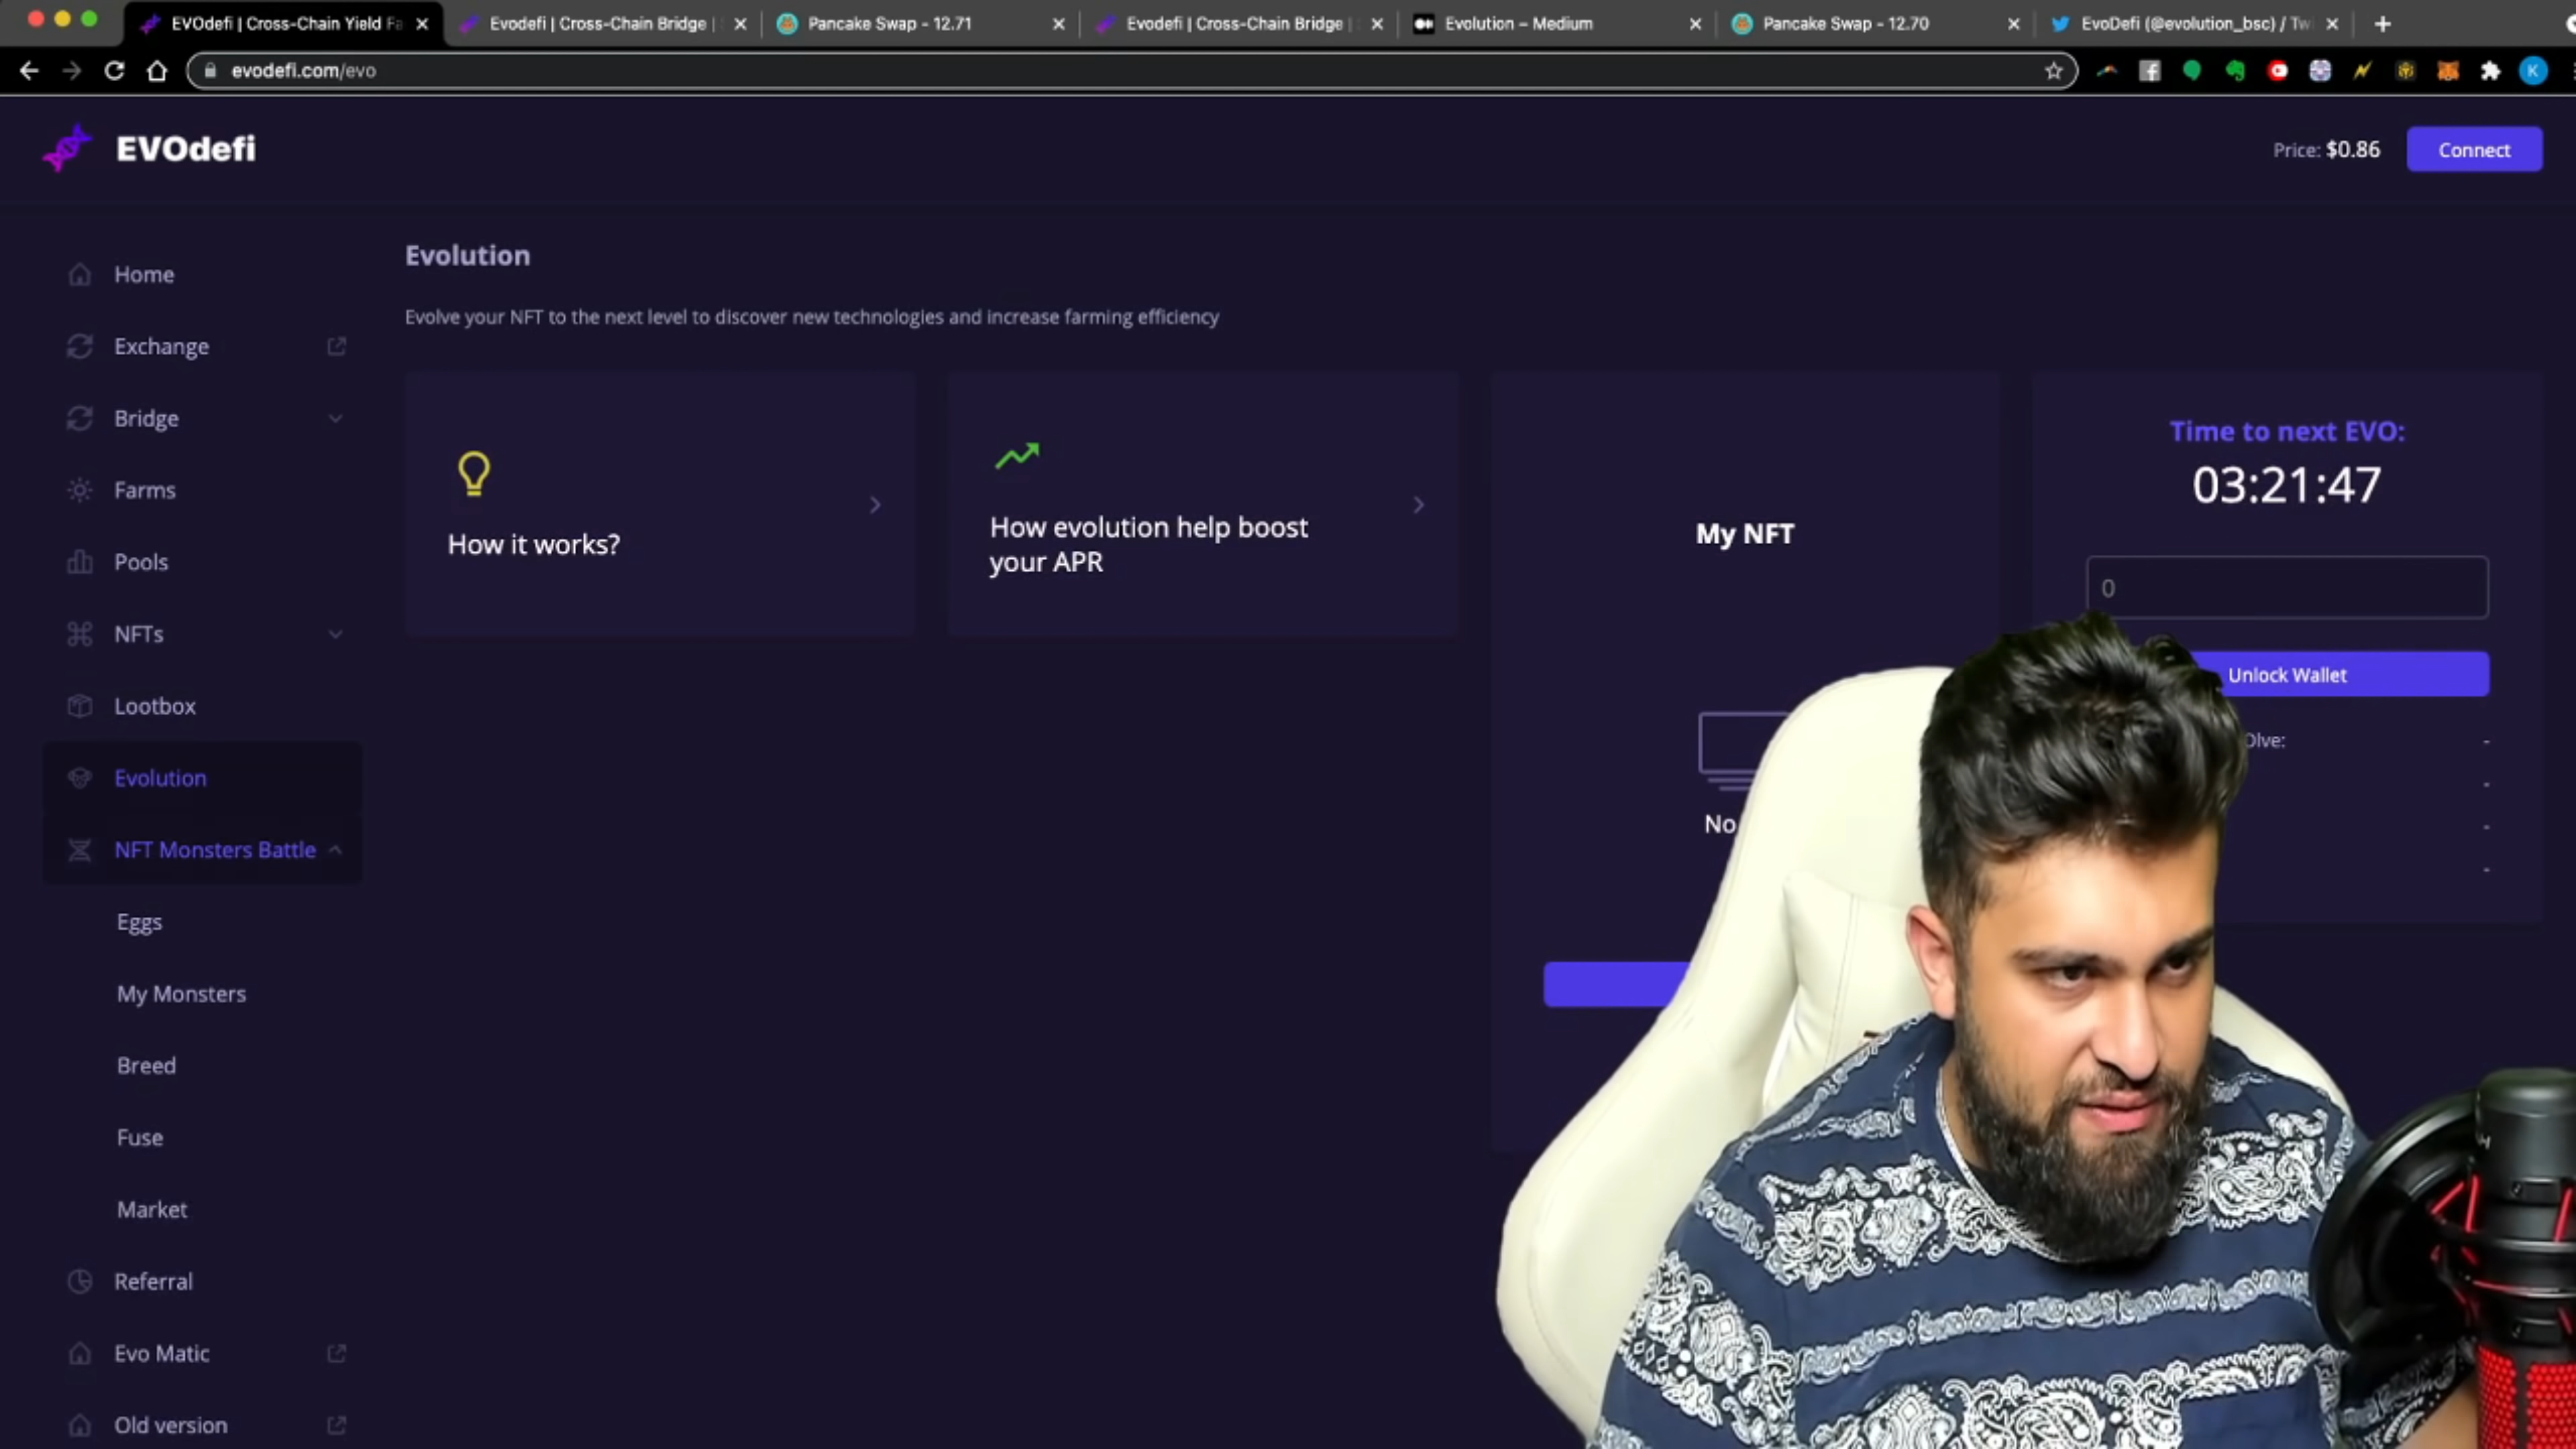 EVOdefi | Cross-Chain Yield Fa
Evodefi | Cross-Chain Bridge |
Pancake Swap - 12.71
Evodefi | Cross-Chain Bridge |
Evolution – Medium
Pancake Swap - 12.70
EvoDefi (@evolution_bsc) / Tw
evodefi.com/evo
K
EVOdefi
Price: $0.86
Connect
Home
Exchange
Bridge
Farms
Pools
NFTs
Lootbox
Evolution
NFT Monsters Battle
Eggs
My Monsters
Breed
Fuse
Market
Referral
Evo Matic
Old version
Evolution
Evolve your NFT to the next level to discover new technologies and increase farming efficiency
How it works?
How evolution help boost
your APR
My NFT
No
Time to next EVO:
03:21:47
0
Unlock Wallet
Olve:
-
-
-
-